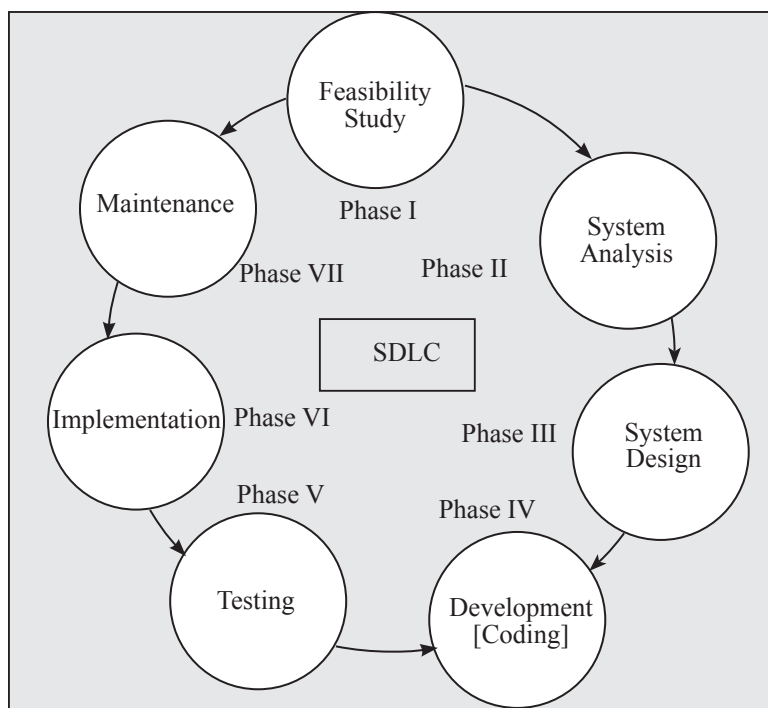 Feasibility
Study
Phase I
System
Analysis
Phase II
System
Design
Phase III
Development
[Coding]
Phase IV
Testing
Phase V
Implementation
Phase VI
Maintenance
Phase VII
SDLC